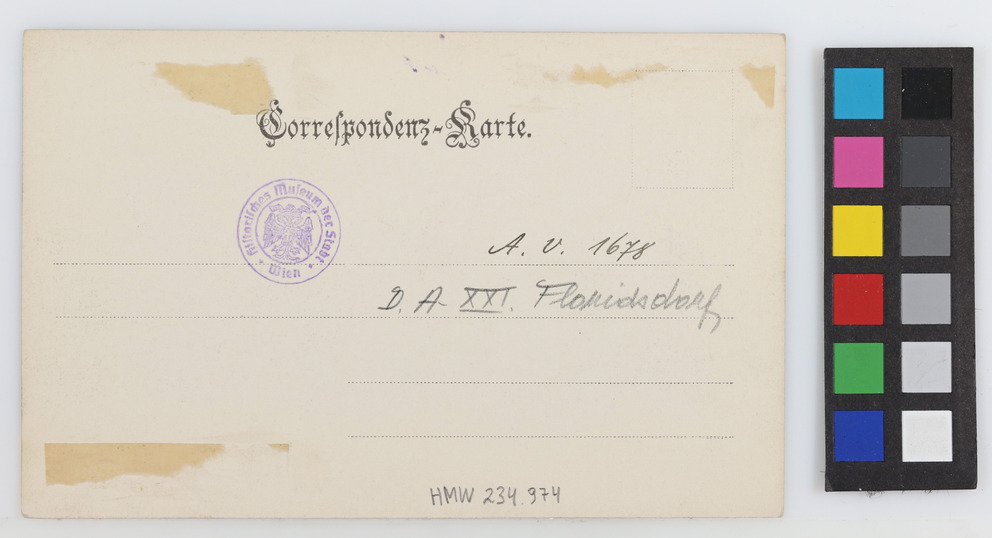 Correspondenz-Karte.
Historisches Museum der Stadt
Wien
A. V. 1678
D. A. XXI. Floridsdorf
HMW 234.974